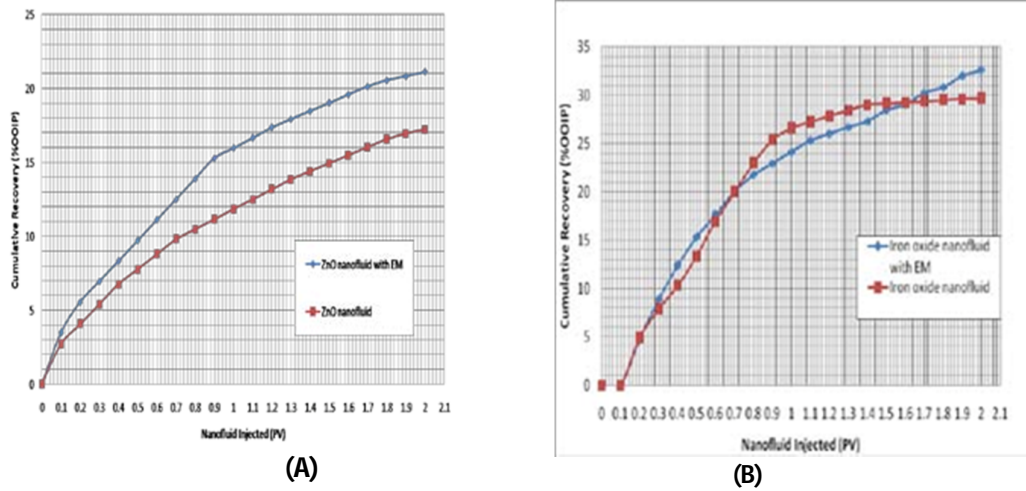 25
20
15
10
5
0
Cumulative Recovery (%OOIP)
ZnO nanofluid with EM
ZnO nanofluid
0 0.1 0.2 0.3 0.4 0.5 0.6 0.7 0.8 0.9 1 1.1 1.2 1.3 1.4 1.5 1.6 1.7 1.8 1.9 2 2.1
Nanofluid Injected (PV)
(A)
35
30
25
20
15
10
5
0
Cumulative Recovery (%OOIP)
Iron oxide nanofluid
with EM
Iron oxide nanofluid
0 0.1 0.2 0.3 0.4 0.5 0.6 0.7 0.8 0.9 1 1.1 1.2 1.3 1.4 1.5 1.6 1.7 1.8 1.9 2 2.1
Nanofluid Injected (PV)
(B)